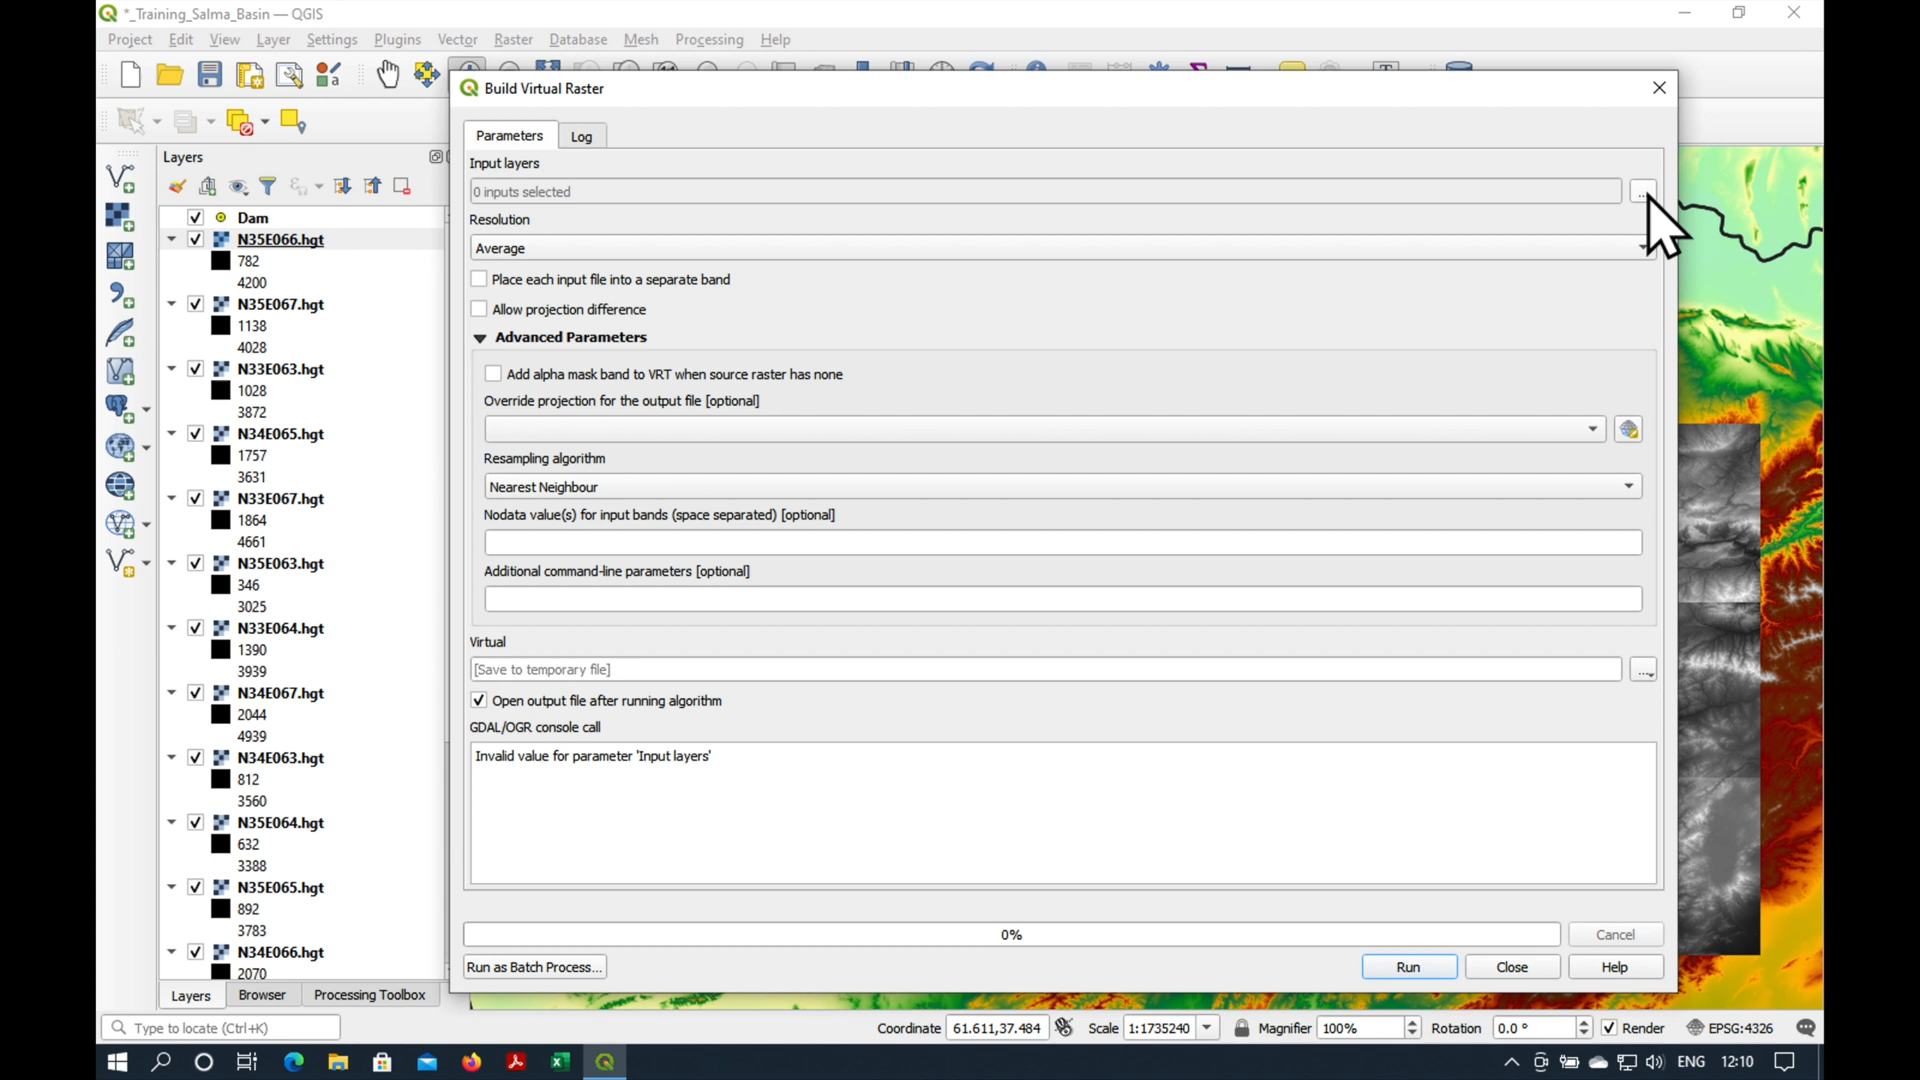 *_Training_Salma_Basin — QGIS
Project Edit View Layer Settings Plugins Vector Raster Database Mesh Processing Help
Build Virtual Raster
Parameters Log
Input layers
0 inputs selected
...
Resolution
Average
Place each input file into a separate band
Allow projection difference
Advanced Parameters
Add alpha mask band to VRT when source raster has none
Override projection for the output file [optional]
Resampling algorithm
Nearest Neighbour
Nodata value(s) for input bands (space separated) [optional]
Additional command-line parameters [optional]
Virtual
[Save to temporary file]
...
Open output file after running algorithm
GDAL/OGR console call
Invalid value for parameter 'Input layers'
0%
Cancel
Run as Batch Process...
Run
Close
Help
Layers
Dam
N35E066.hgt
782
4200
N35E067.hgt
1138
4028
N33E063.hgt
1028
3872
N34E065.hgt
1757
3631
N33E067.hgt
1864
4661
N35E063.hgt
346
3025
N33E064.hgt
1390
3939
N34E067.hgt
2044
4939
N34E063.hgt
812
3560
N35E064.hgt
632
3388
N35E065.hgt
892
3783
N34E066.hgt
2070
Layers Browser Processing Toolbox
Type to locate (Ctrl+K)
Coordinate 61.611,37.484 Scale 1:1735240 Magnifier 100% Rotation 0.0 ° Render EPSG:4326
ENG 12:10